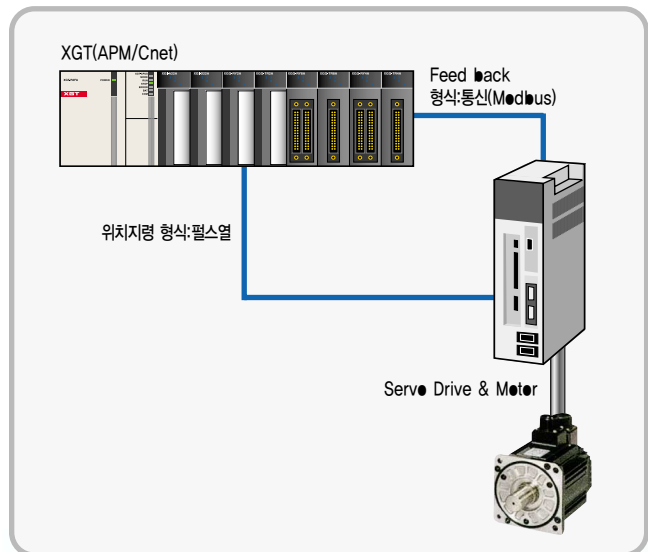 XGT(APM/Cnet)
Feed back
형식:통신(Modbus)
XGT
위치지령 형식:펄스열
Servo Drive & Motor